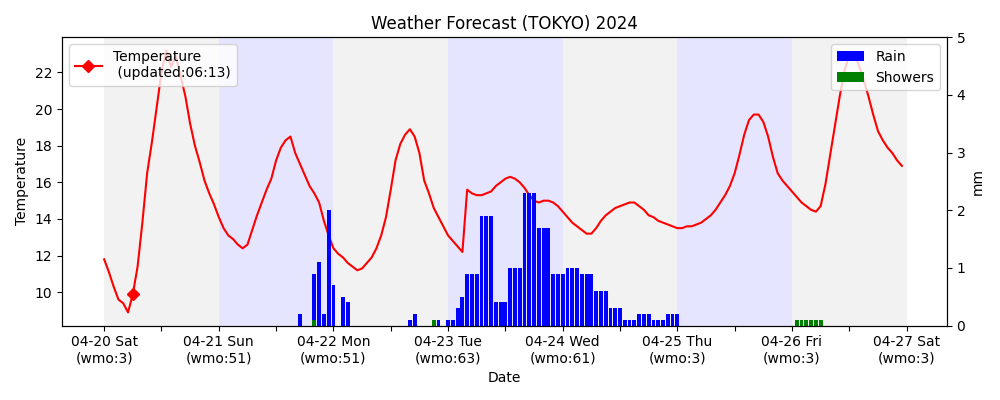 Weather Forecast (TOKYO) 2024
Temperature
(updated:06:13)
Rain
Showers
Temperature
22
20
18
16
14
12
10
5
4
3
2
1
0
mm
04-20 Sat
(wmo:3)
04-21 Sun
(wmo:51)
04-22 Mon
(wmo:51)
04-23 Tue
(wmo:63)
04-24 Wed
(wmo:61)
04-25 Thu
(wmo:3)
04-26 Fri
(wmo:3)
04-27 Sat
(wmo:3)
Date